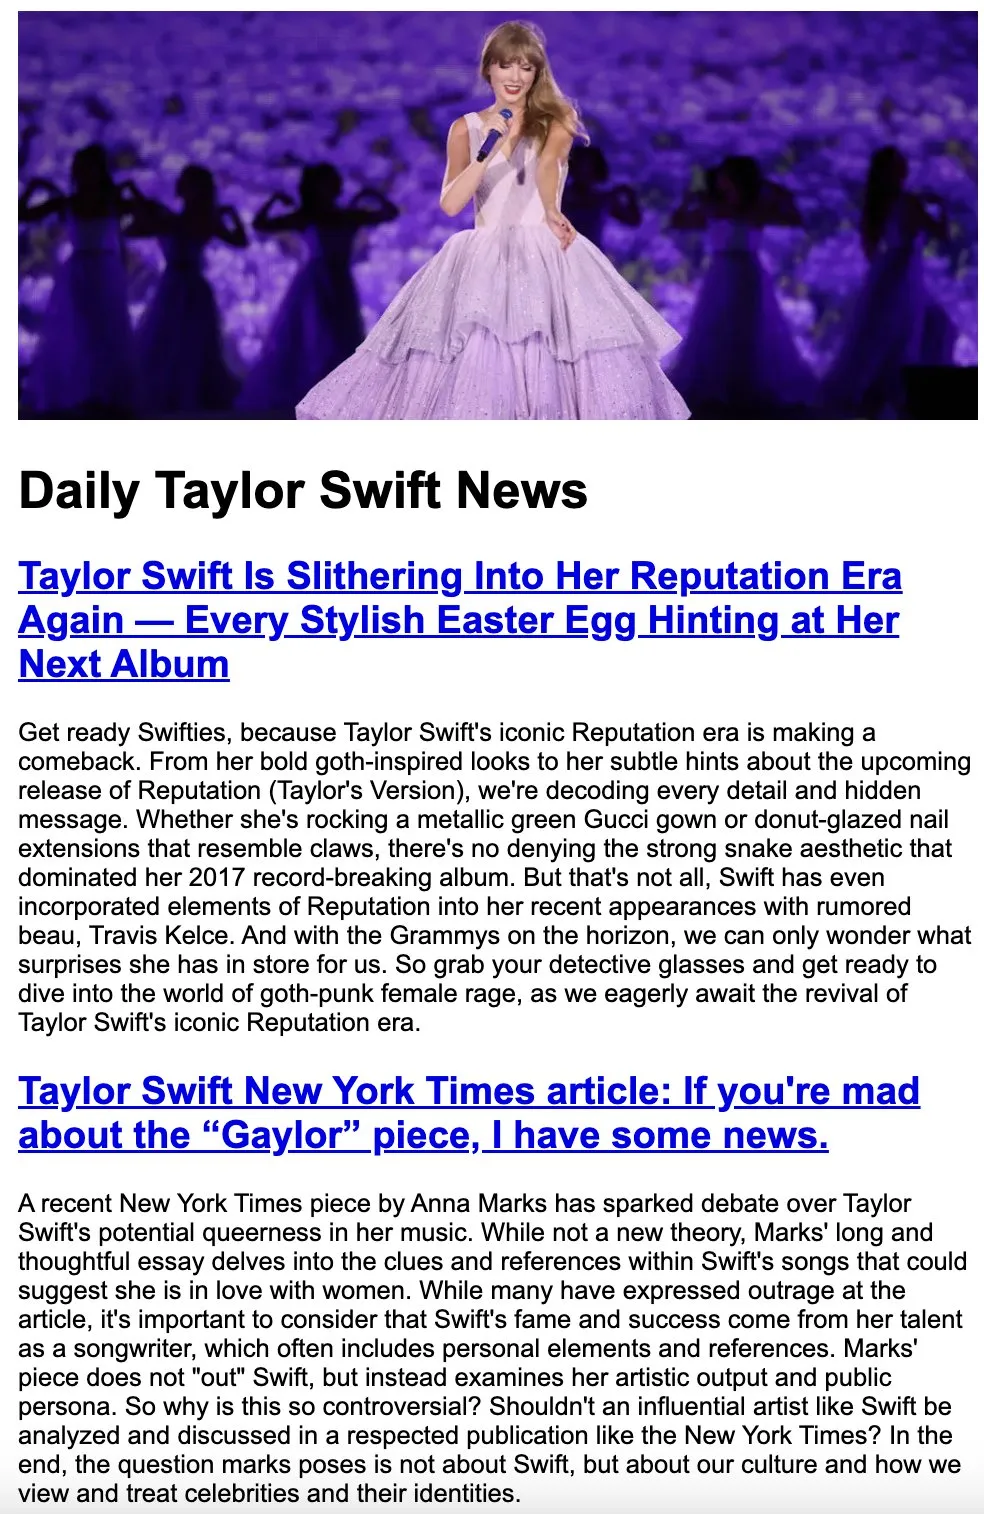 Daily Taylor Swift News
Taylor Swift Is Slithering Into Her Reputation Era
Again — Every Stylish Easter Egg Hinting at Her
Next Album
Get ready Swifties, because Taylor Swift's iconic Reputation era is making a
comeback. From her bold goth-inspired looks to her subtle hints about the upcoming
release of Reputation (Taylor's Version), we're decoding every detail and hidden
message. Whether she's rocking a metallic green Gucci gown or donut-glazed nail
extensions that resemble claws, there's no denying the strong snake aesthetic that
dominated her 2017 record-breaking album. But that's not all, Swift has even
incorporated elements of Reputation into her recent appearances with rumored
beau, Travis Kelce. And with the Grammys on the horizon, we can only wonder what
surprises she has in store for us. So grab your detective glasses and get ready to
dive into the world of goth-punk female rage, as we eagerly await the revival of
Taylor Swift's iconic Reputation era.
Taylor Swift New York Times article: If you're mad
about the “Gaylor” piece, I have some news.
A recent New York Times piece by Anna Marks has sparked debate over Taylor
Swift's potential queerness in her music. While not a new theory, Marks' long and
thoughtful essay delves into the clues and references within Swift's songs that could
suggest she is in love with women. While many have expressed outrage at the
article, it's important to consider that Swift's fame and success come from her talent
as a songwriter, which often includes personal elements and references. Marks'
piece does not "out" Swift, but instead examines her artistic output and public
persona. So why is this so controversial? Shouldn't an influential artist like Swift be
analyzed and discussed in a respected publication like the New York Times? In the
end, the question marks poses is not about Swift, but about our culture and how we
view and treat celebrities and their identities.